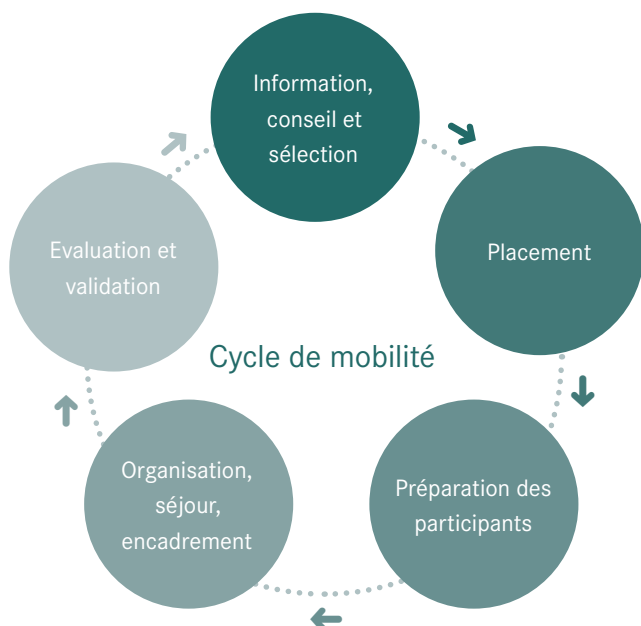 Information,
conseil et
sélection
Placement
Préparation des
participants
Organisation,
séjour,
encadrement
Evaluation et
validation
Cycle de mobilité